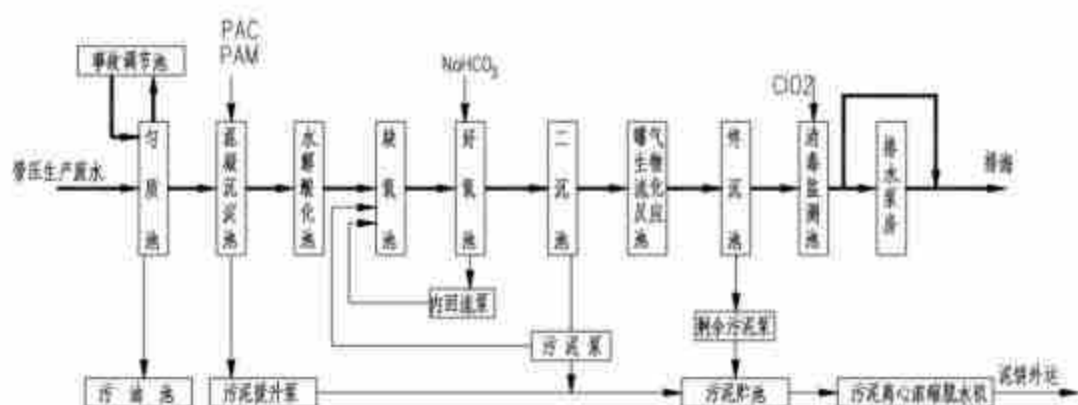 PAC
PAM
事故调节池
NaHCO3
ClO2
带压生产原水
匀质池
混凝沉淀池
水解酸化池
缺氧池
好氧池
二沉池
曝气生物流化反应池
终沉池
消毒监测池
排水泵房
排海
内回流泵
污泥泵
剩余污泥泵
污油池
污泥提升泵
污泥贮池
污泥离心浓缩脱水机
泥饼外运